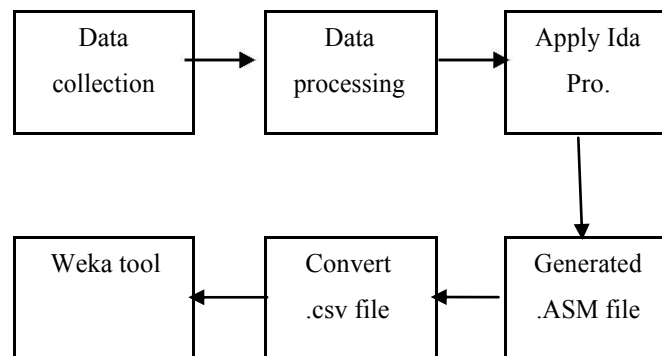 Data
collection
Data
processing
Apply Ida
Pro.
Weka tool
Convert
.csv file
Generated
.ASM file